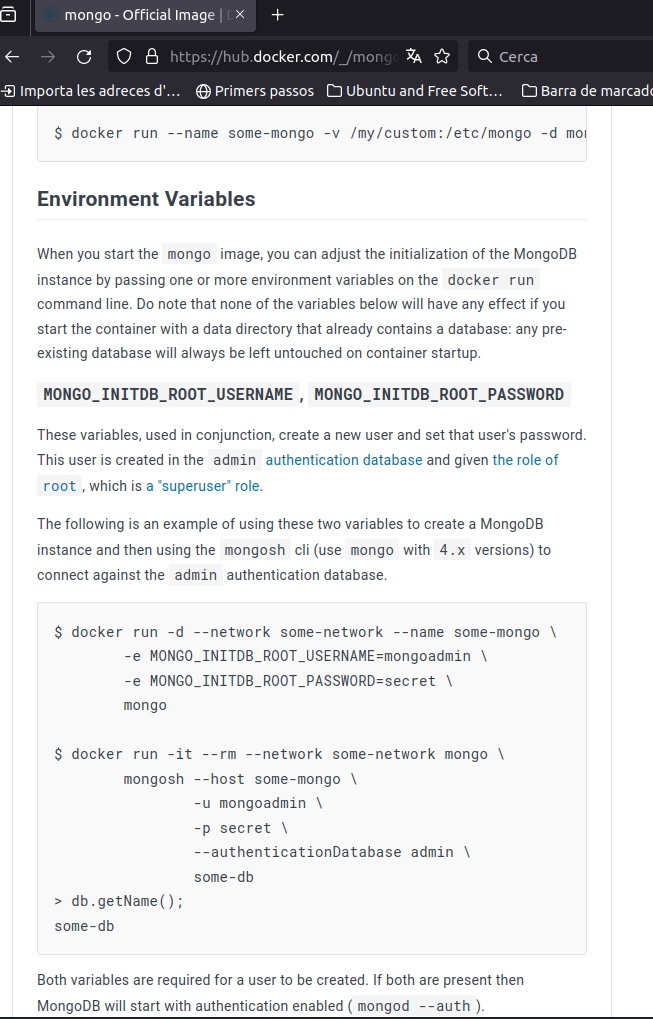 mongo - Official Image | D
https://hub.docker.com/_/mongo
Cerca
Importa les adreces d'...
Primers passos
Ubuntu and Free Soft...
Barra de marcado
$ docker run --name some-mongo -v /my/custom:/etc/mongo -d mon
Environment Variables
When you start the mongo image, you can adjust the initialization of the MongoDB
instance by passing one or more environment variables on the docker run
command line. Do note that none of the variables below will have any effect if you
start the container with a data directory that already contains a database: any pre-
existing database will always be left untouched on container startup.
MONGO_INITDB_ROOT_USERNAME , MONGO_INITDB_ROOT_PASSWORD
These variables, used in conjunction, create a new user and set that user's password.
This user is created in the admin authentication database and given the role of
root , which is a "superuser" role.
The following is an example of using these two variables to create a MongoDB
instance and then using the mongosh cli (use mongo with 4.x versions) to
connect against the admin authentication database.
$ docker run -d --network some-network --name some-mongo \
-e MONGO_INITDB_ROOT_USERNAME=mongoadmin \
-e MONGO_INITDB_ROOT_PASSWORD=secret \
mongo
$ docker run -it --rm --network some-network mongo \
mongosh --host some-mongo \
-u mongoadmin \
-p secret \
--authenticationDatabase admin \
some-db
> db.getName();
some-db
Both variables are required for a user to be created. If both are present then
MongoDB will start with authentication enabled ( mongod --auth ).